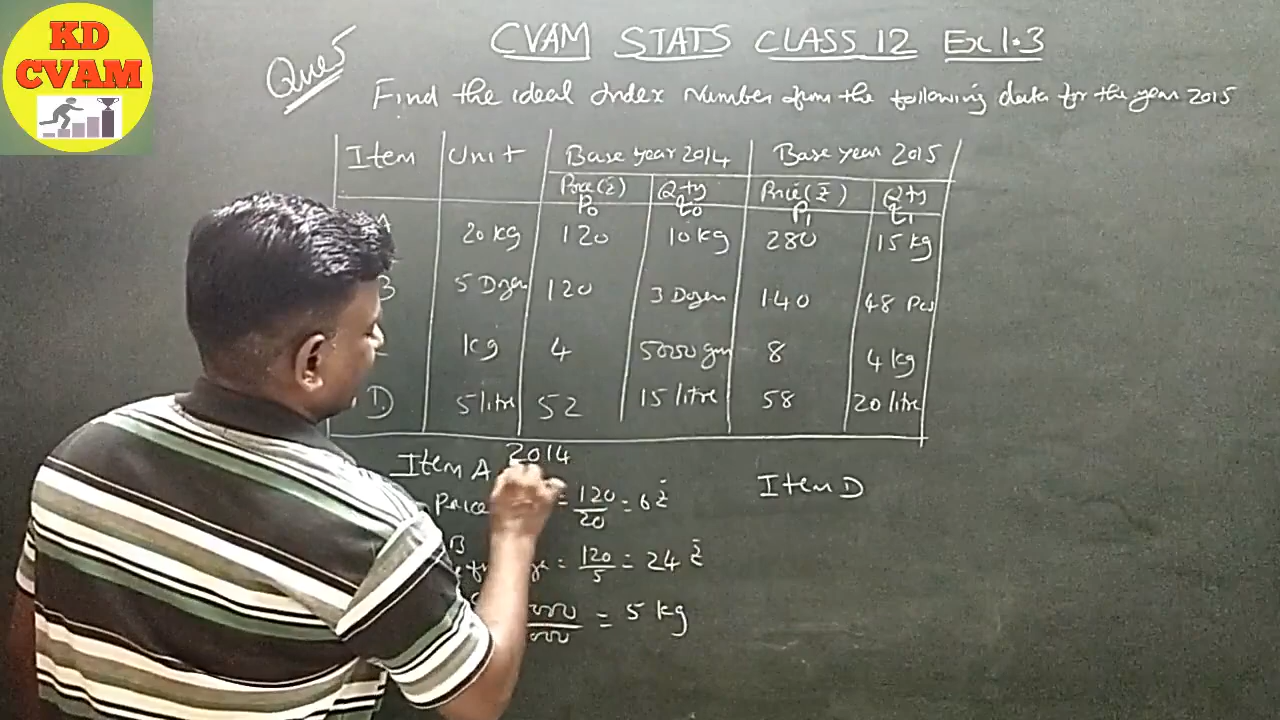 KD
CVAM
CVAM STATS CLASS 12 Ex 1.3
Ques
Find the ideal Index Number from the following data for the year 2015
Item Unit Base year 2014 Base year 2015
Price(₹) Qty Price(₹) Qty
P0 q0 P1 q1
A 20 kg 120 10 kg 280 15 kg
B 5 Dozen 120 3 Dozen 140 48 Pcs
kg 4 5000 gm 8 4 kg
D 5 litre 52 15 litre 58 20 litre
Item A 2014 Item D
Price = 120/20 = 6 ₹
B
= 120/5 = 24 ₹
= 5 kg